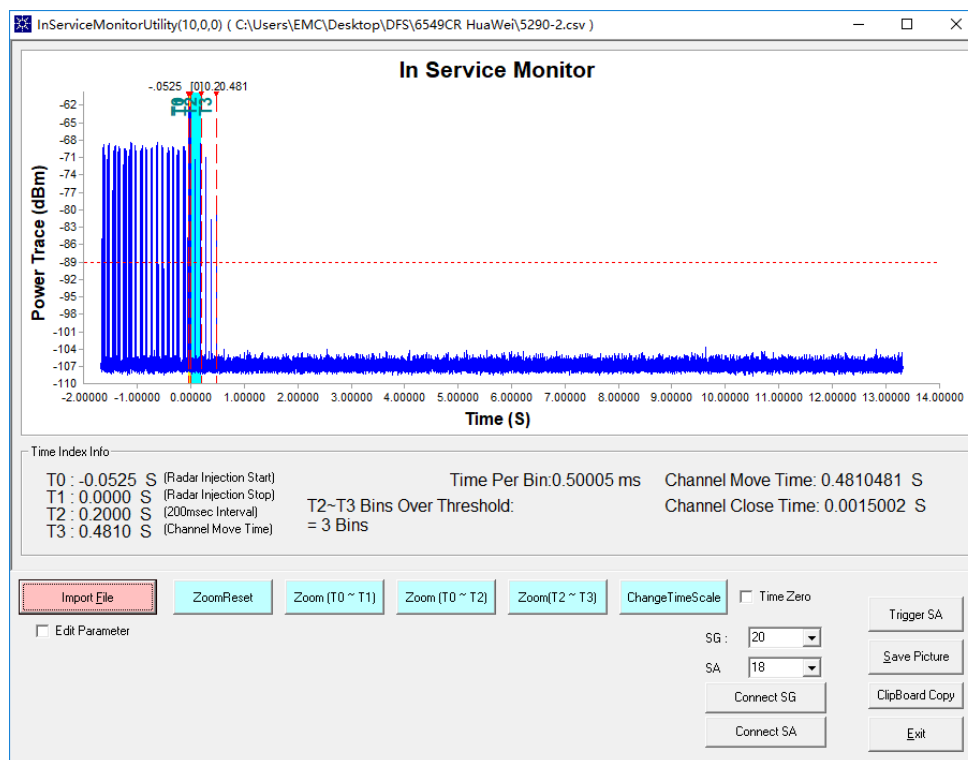 InServiceMonitorUtility(10,0,0) ( C:\Users\EMC\Desktop\DFS\6549CR HuaWei\5290-2.csv )
In Service Monitor
-.0525 [0]0.20.481
T0 T2 T3
Power Trace (dBm)
-62
-65
-68
-71
-74
-77
-80
-83
-86
-89
-92
-95
-98
-101
-104
-107
-110
-2.00000 -1.00000 0.00000 1.00000 2.00000 3.00000 4.00000 5.00000 6.00000 7.00000 8.00000 9.00000 10.00000 11.00000 12.00000 13.00000 14.00000
Time (S)
Time Index Info
T0 : -0.0525 S (Radar Injection Start)
T1 : 0.0000 S (Radar Injection Stop)
T2 : 0.2000 S (200msec Interval)
T3 : 0.4810 S (Channel Move Time)
Time Per Bin:0.50005 ms
T2~T3 Bins Over Threshold:
= 3 Bins
Channel Move Time: 0.4810481 S
Channel Close Time: 0.0015002 S
Import File
ZoomReset
Zoom (T0 ~ T1)
Zoom (T0 ~ T2)
Zoom(T2 ~ T3)
ChangeTimeScale
Time Zero
Edit Parameter
SG : 20
SA 18
Connect SG
Connect SA
Trigger SA
Save Picture
ClipBoard Copy
Exit